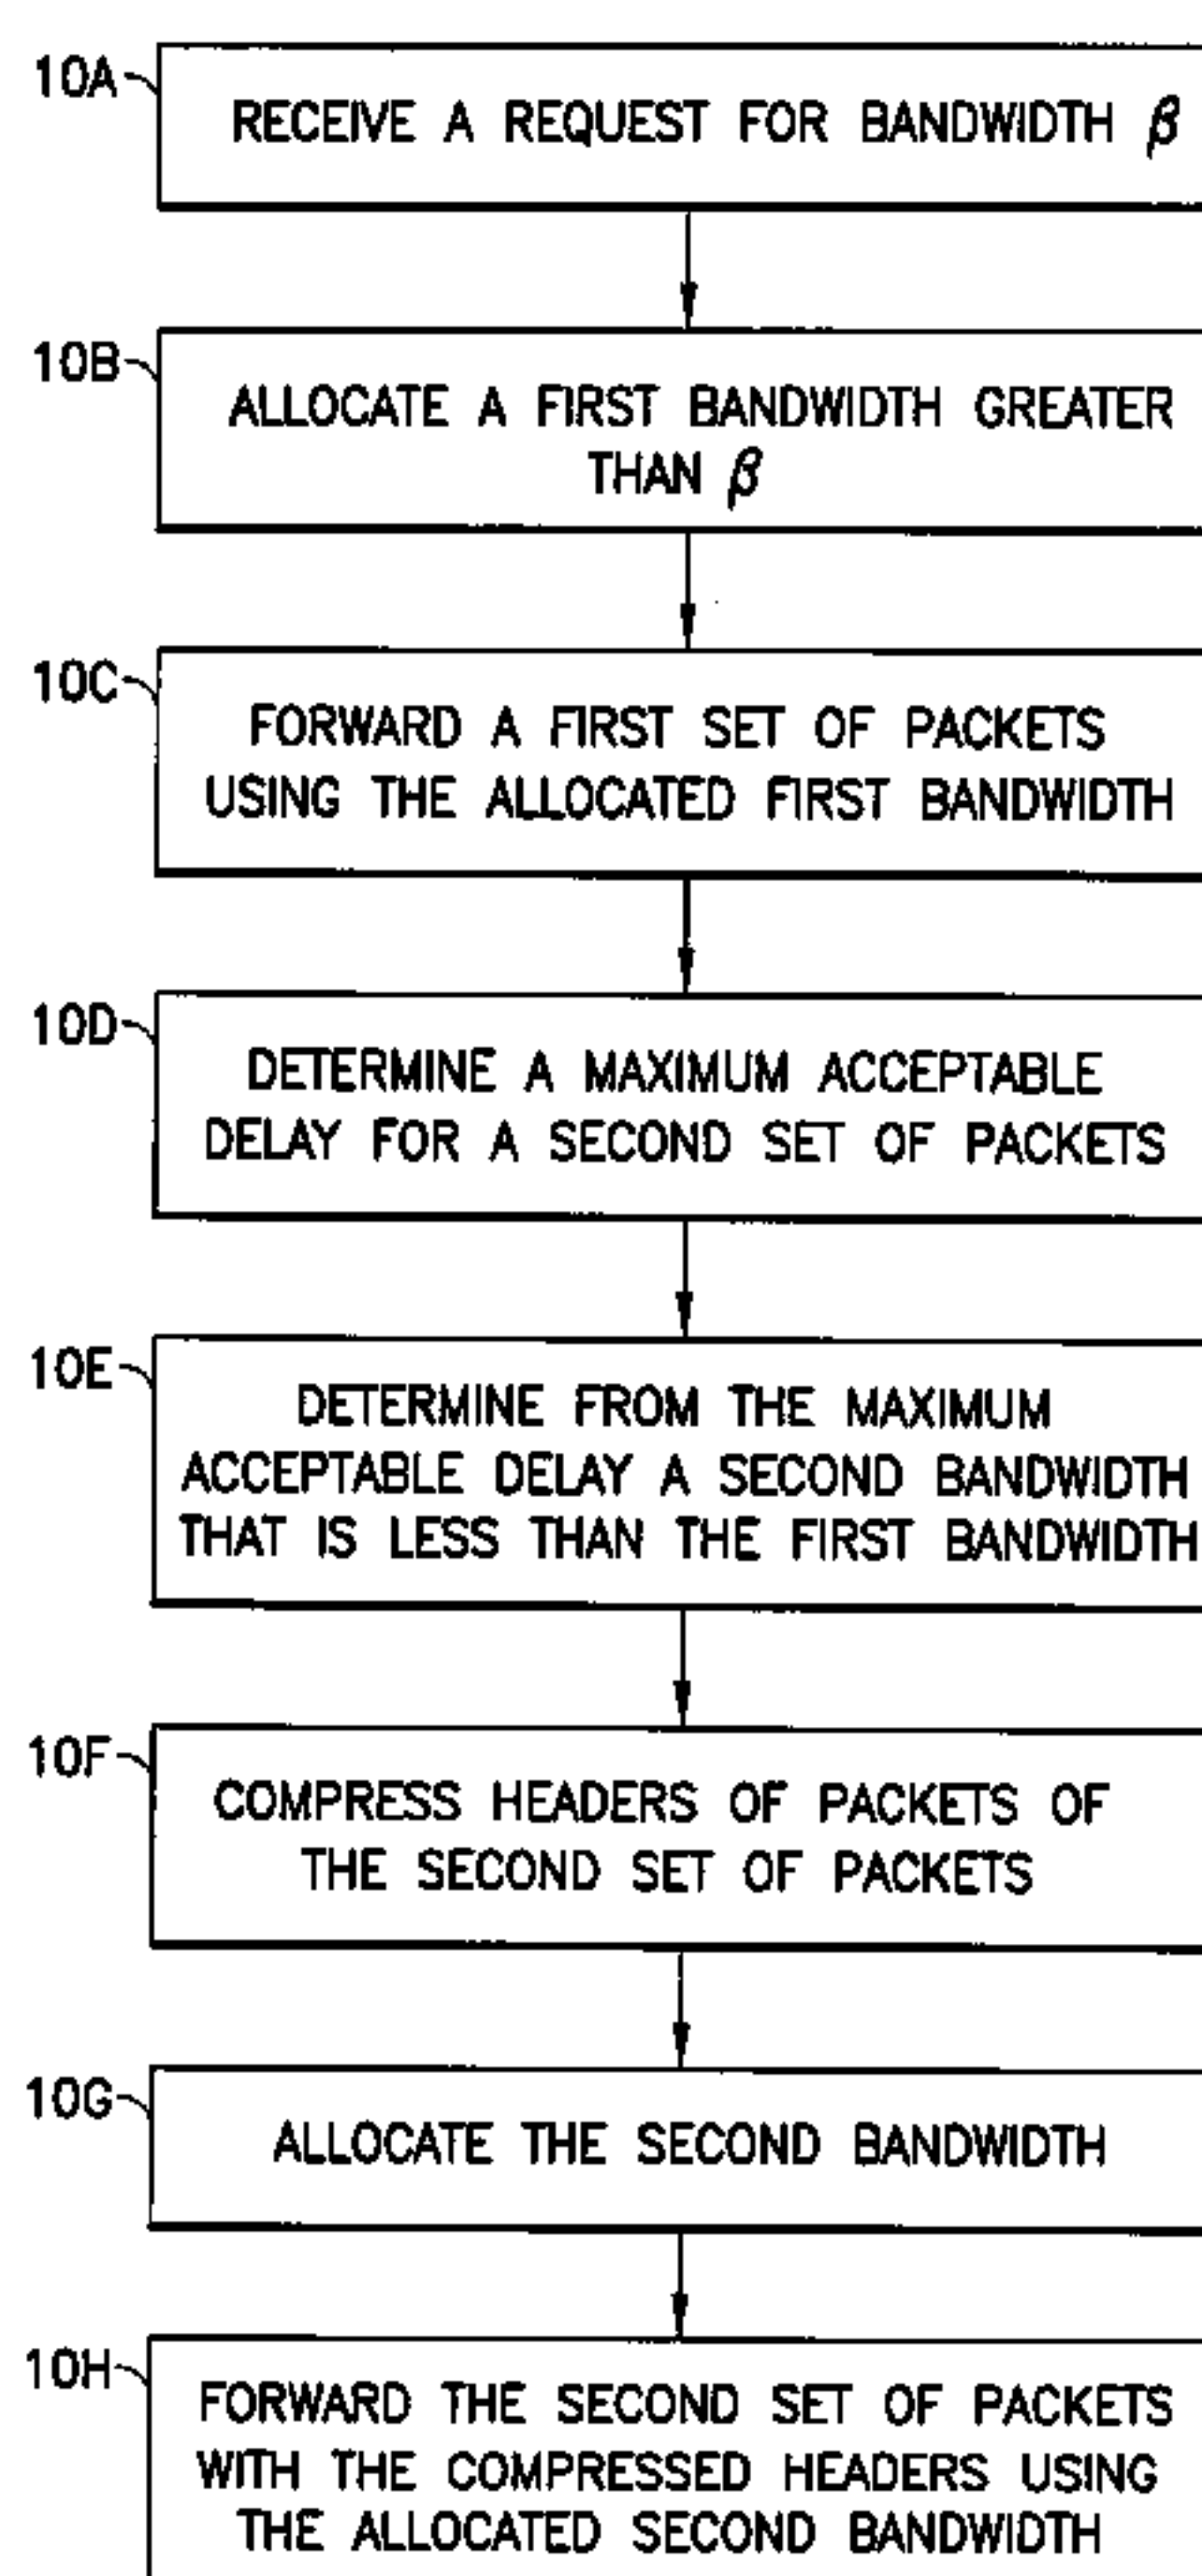 10A
RECEIVE A REQUEST FOR BANDWIDTH β
10B
ALLOCATE A FIRST BANDWIDTH GREATER
THAN β
10C
FORWARD A FIRST SET OF PACKETS
USING THE ALLOCATED FIRST BANDWIDTH
10D
DETERMINE A MAXIMUM ACCEPTABLE
DELAY FOR A SECOND SET OF PACKETS
10E
DETERMINE FROM THE MAXIMUM
ACCEPTABLE DELAY A SECOND BANDWIDTH
THAT IS LESS THAN THE FIRST BANDWIDTH
10F
COMPRESS HEADERS OF PACKETS OF
THE SECOND SET OF PACKETS
10G
ALLOCATE THE SECOND BANDWIDTH
10H
FORWARD THE SECOND SET OF PACKETS
WITH THE COMPRESSED HEADERS USING
THE ALLOCATED SECOND BANDWIDTH